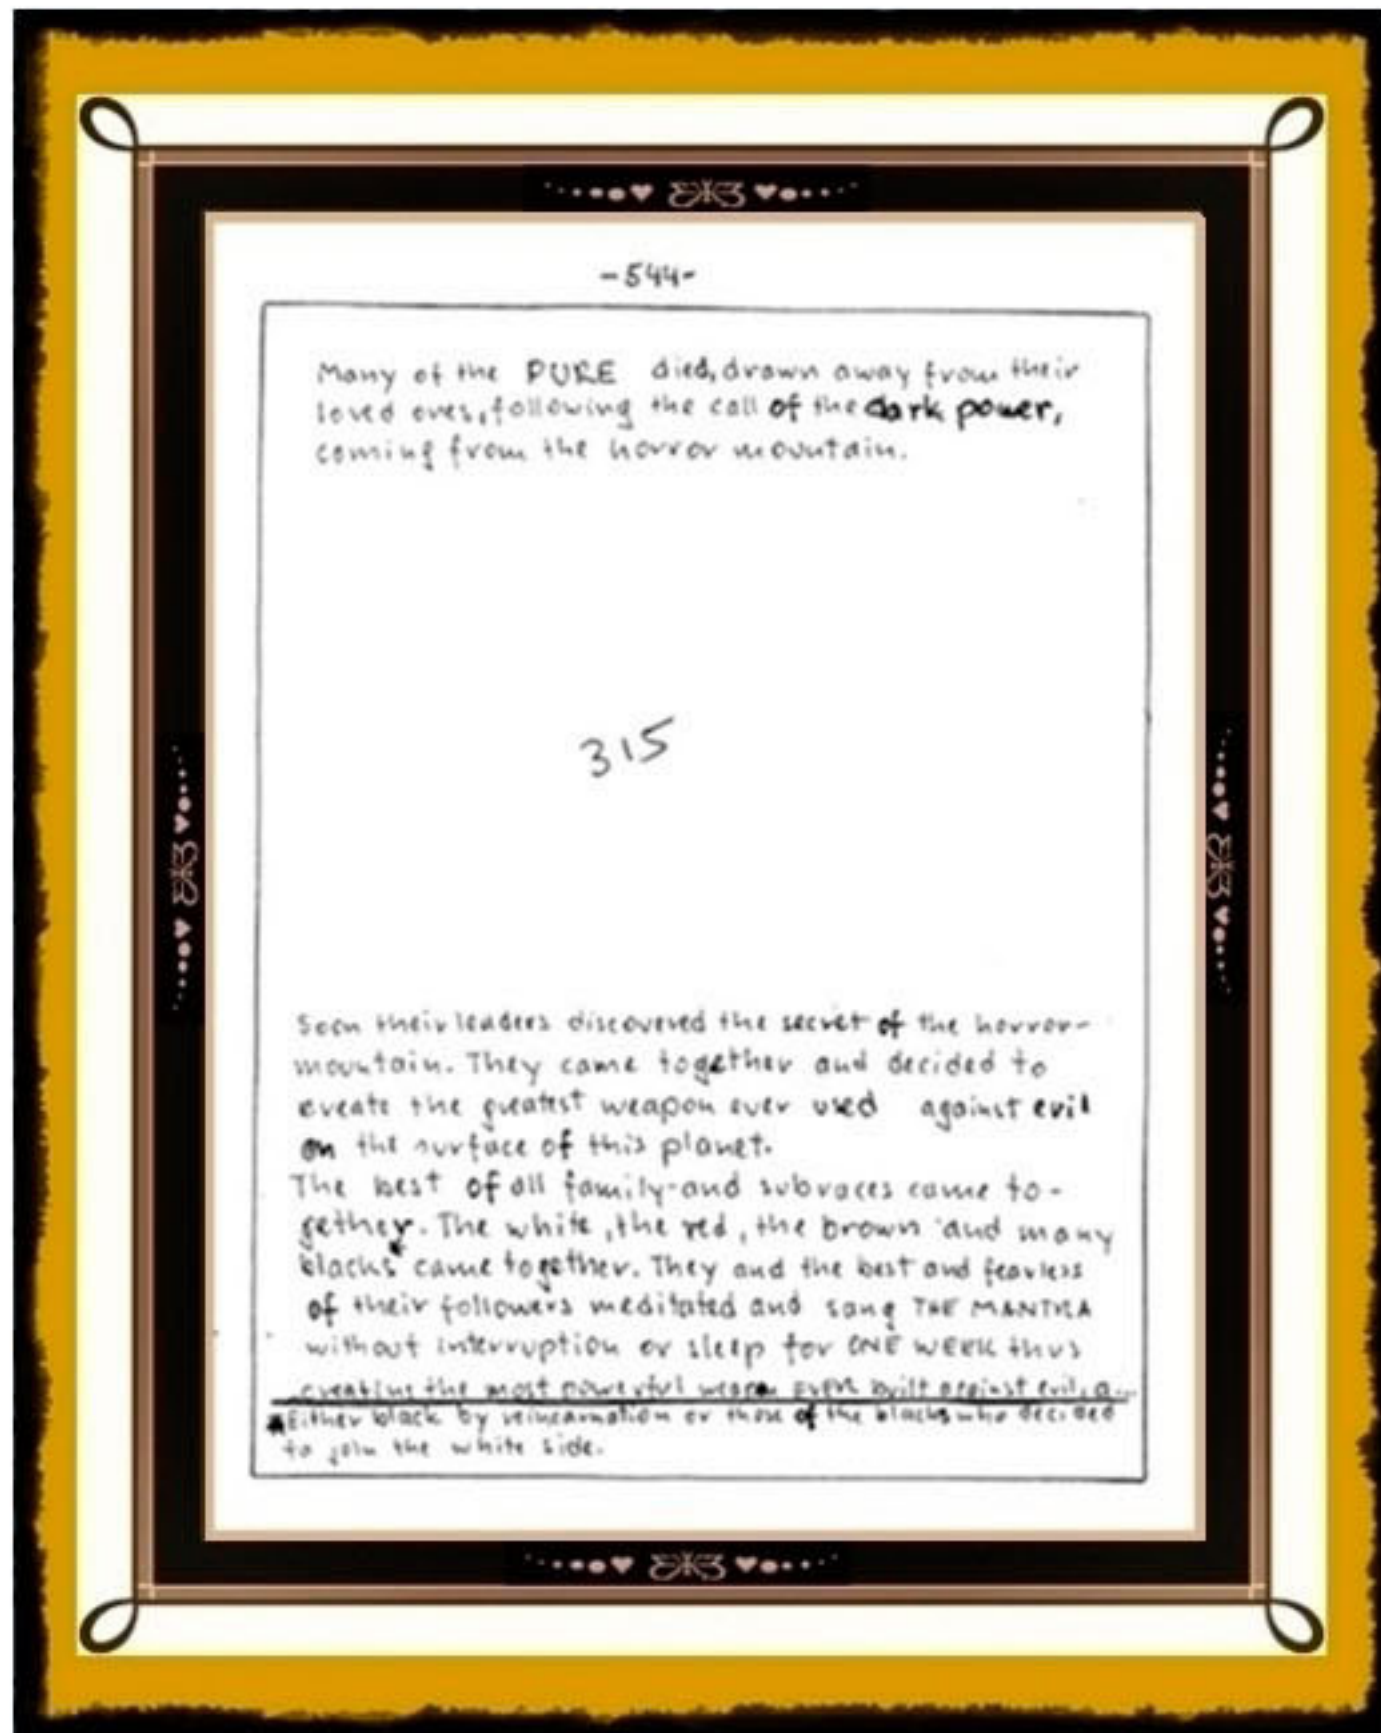 -544-
Many of the PURE died, drawn away from their
loved ones, following the call of the dark power,
coming from the horror mountain.
315
Soon their leaders discovered the secret of the horror-
mountain. They came together and decided to
create the greatest weapon ever used against evil
on the surface of this planet.
The best of all family-and subraces came to-
gether. The white, the red, the brown and many
blacks* came together. They and the best and fearless
of their followers meditated and sang THE MANTRA
without interruption or sleep for ONE WEEK thus
creating the most powerful weapon EVER built against evil, a
*Either black by reincarnation or those of the blacks who decided
to join the white side.